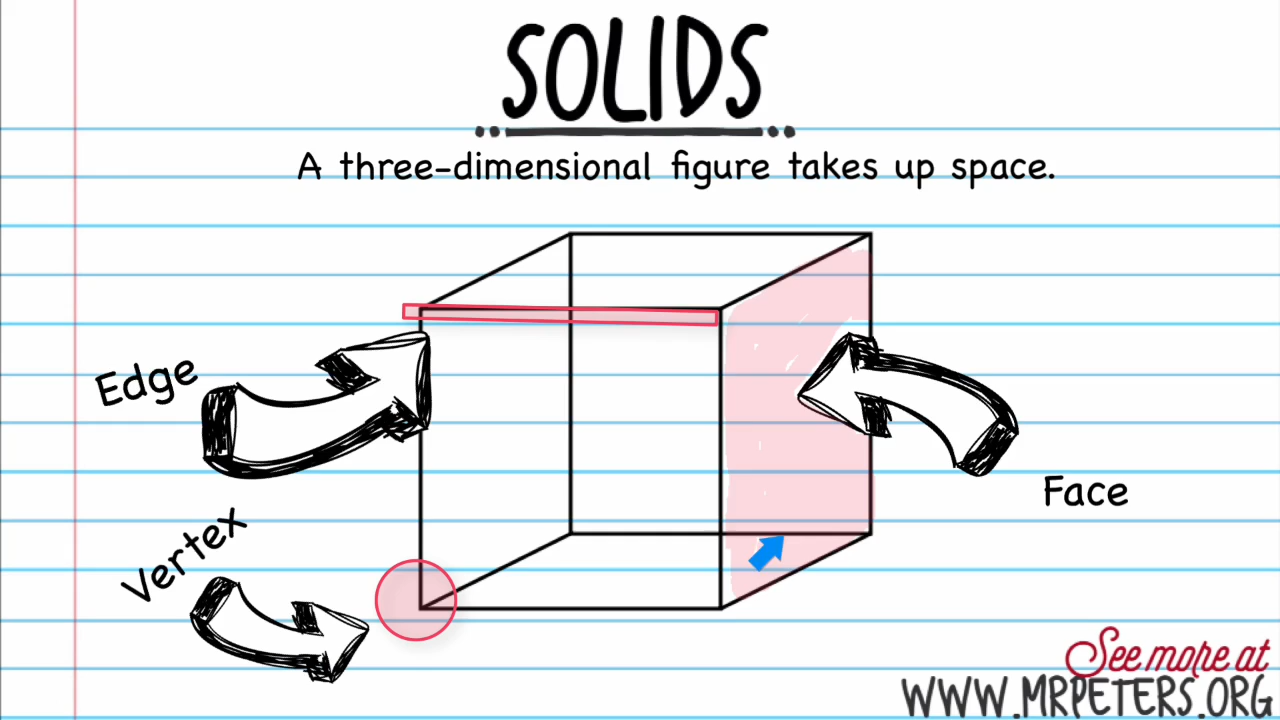 SOLIDS
A three-dimensional figure takes up space.
Edge
Face
Vertex
See more at
WWW.MRPETERS.ORG